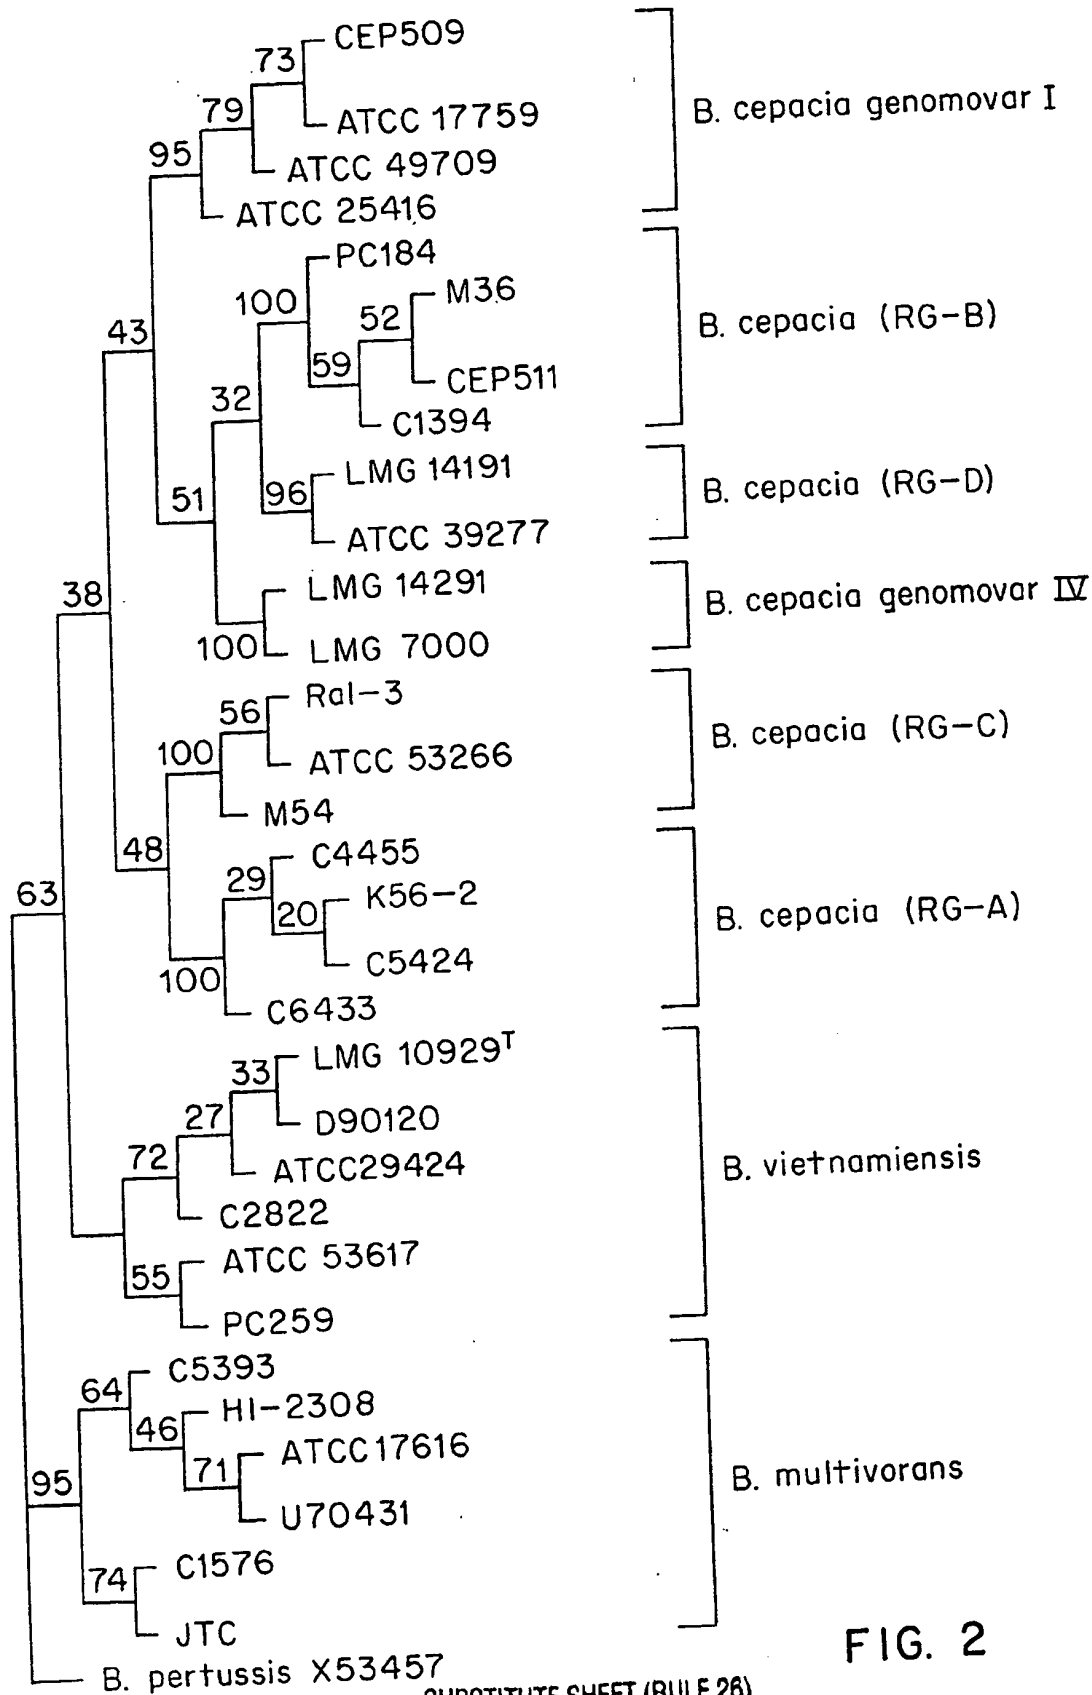 CEP509
73
ATCC 17759
79
B. cepacia genomovar I
ATCC 49709
95
ATCC 25416
PC184
M36
100
52
B. cepacia (RG-B)
43
59
CEP511
32
C1394
LMG 14191
96
51
B. cepacia (RG-D)
ATCC 39277
LMG 14291
38
B. cepacia genomovar IV
100
LMG 7000
Ral-3
56
B. cepacia (RG-C)
100
ATCC 53266
M54
48
C4455
29
K56-2
63
20
B. cepacia (RG-A)
C5424
100
C6433
LMG 10929T
33
D90120
27
72
ATCC29424
B. vietnamiensis
C2822
ATCC 53617
55
PC259
C5393
64
HI-2308
46
ATCC17616
71
95
B. multivorans
U70431
C1576
74
JTC
FIG. 2
B. pertussis X53457
SUBSTITUTE SHEET (RULE 26)